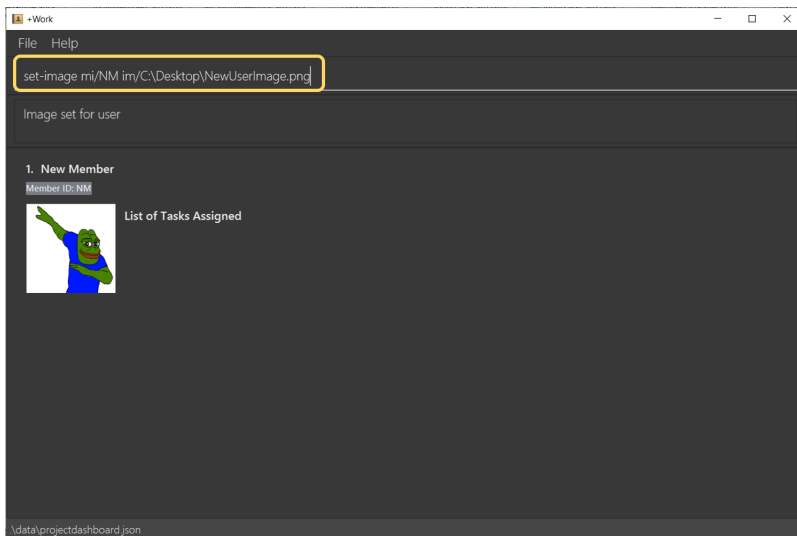 +Work
File Help
set-image mi/NM im/C:\Desktop\NewUserImage.png
Image set for user
1. New Member
Member ID: NM
List of Tasks Assigned
.\data\projectdashboard.json